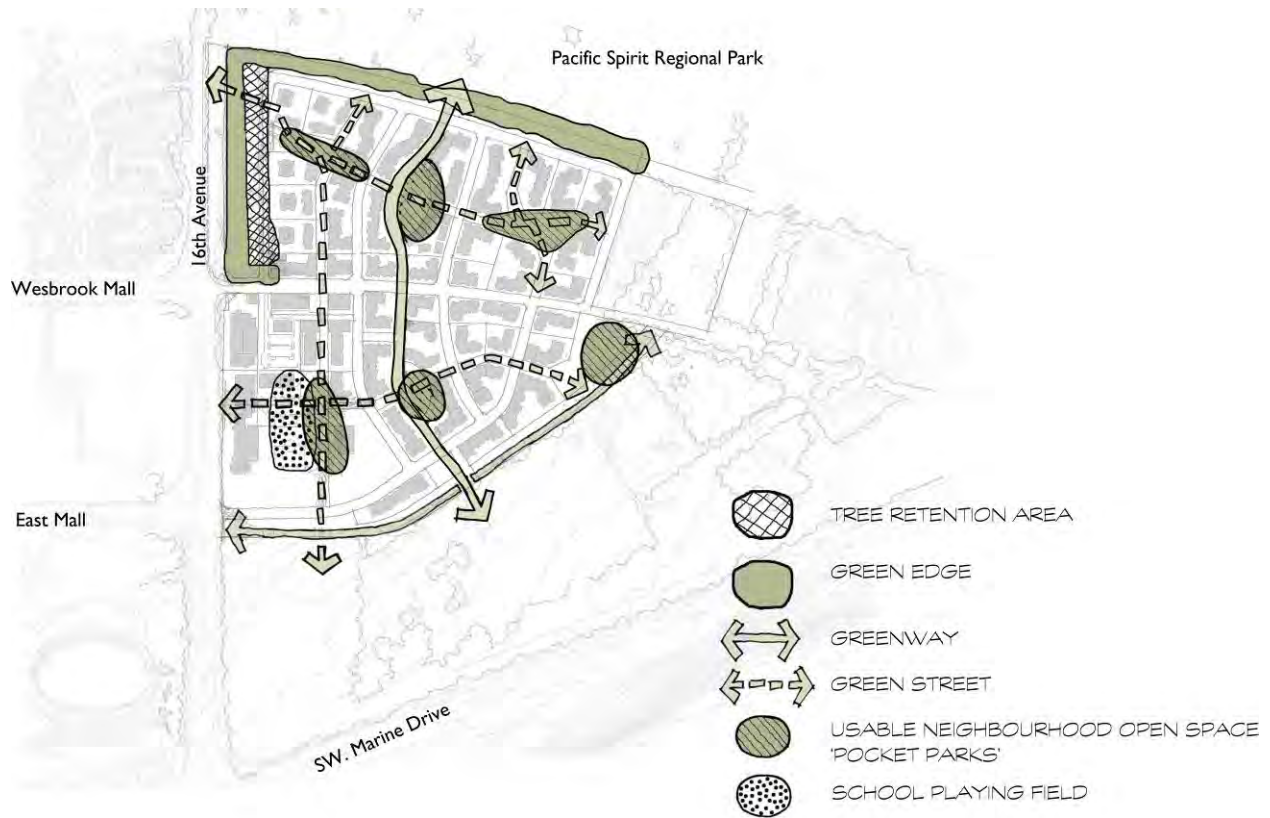 Pacific Spirit Regional Park
16th Avenue
Wesbrook Mall
East Mall
SW. Marine Drive
TREE RETENTION AREA
GREEN EDGE
GREENWAY
GREEN STREET
USABLE NEIGHBOURHOOD OPEN SPACE
'POCKET PARKS'
SCHOOL PLAYING FIELD